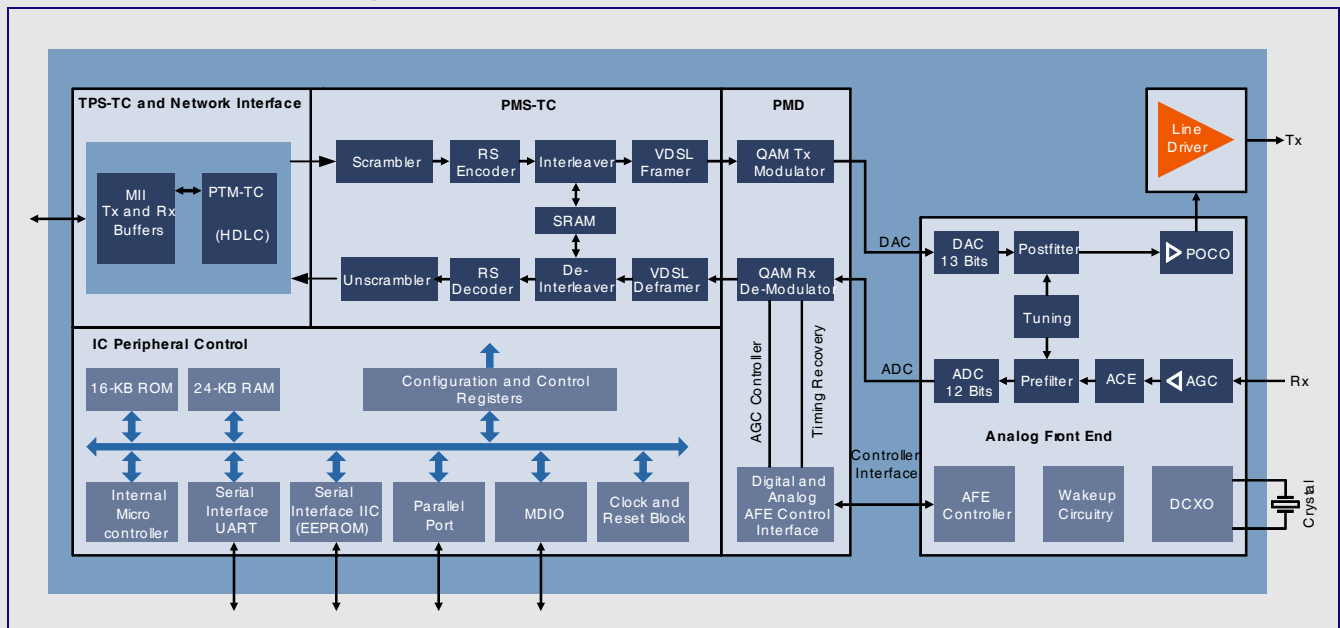 TPS-TC and Network Interface
PMS-TC
PMD
MII
Tx and Rx
Buffers
PTM-TC
(HDLC)
Scrambler
RS
Encoder
Interleaver
VDSL
Framer
QAM Tx
Modulator
Line
Driver
Tx
SRAM
DAC
DAC
13 Bits
Postfitter
POCO
Unscrambler
RS
Decoder
De-
Interleaver
VDSL
Deframer
QAM Rx
De-Modulator
Tuning
ADC
ADC
12 Bits
Prefilter
ACE
AGC
Rx
AGC Controller
Timing Recovery
Analog Front End
IC Peripheral Control
16-KB ROM
24-KB RAM
Configuration and Control
Registers
Internal
Micro
controller
Serial
Interface
UART
Serial
Interface IIC
(EEPROM)
Parallel
Port
MDIO
Clock and
Reset Block
Digital and
Analog
AFE Control
Interface
Controller
Interface
AFE
Controller
Wakeup
Circuitry
DCXO
Crystal